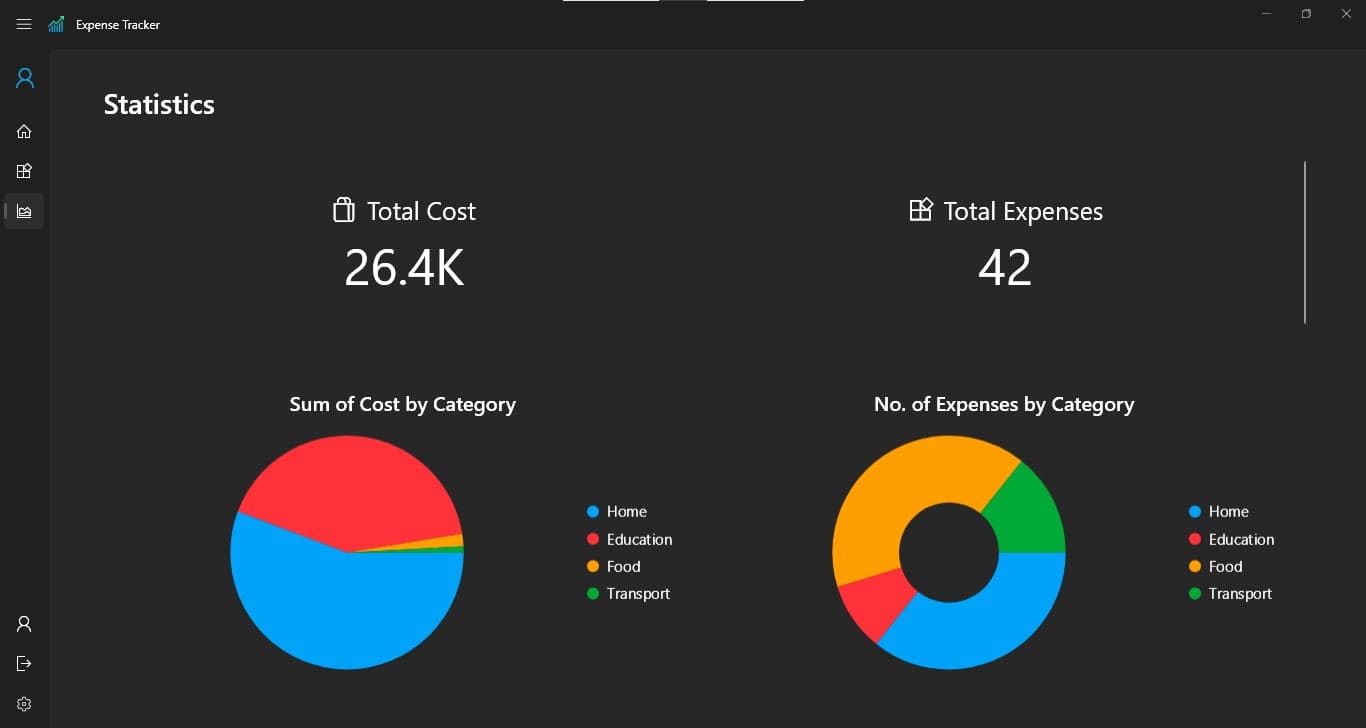 Expense Tracker
Statistics
Total Cost
26.4K
Total Expenses
42
Sum of Cost by Category
Home
Education
Food
Transport
No. of Expenses by Category
Home
Education
Food
Transport